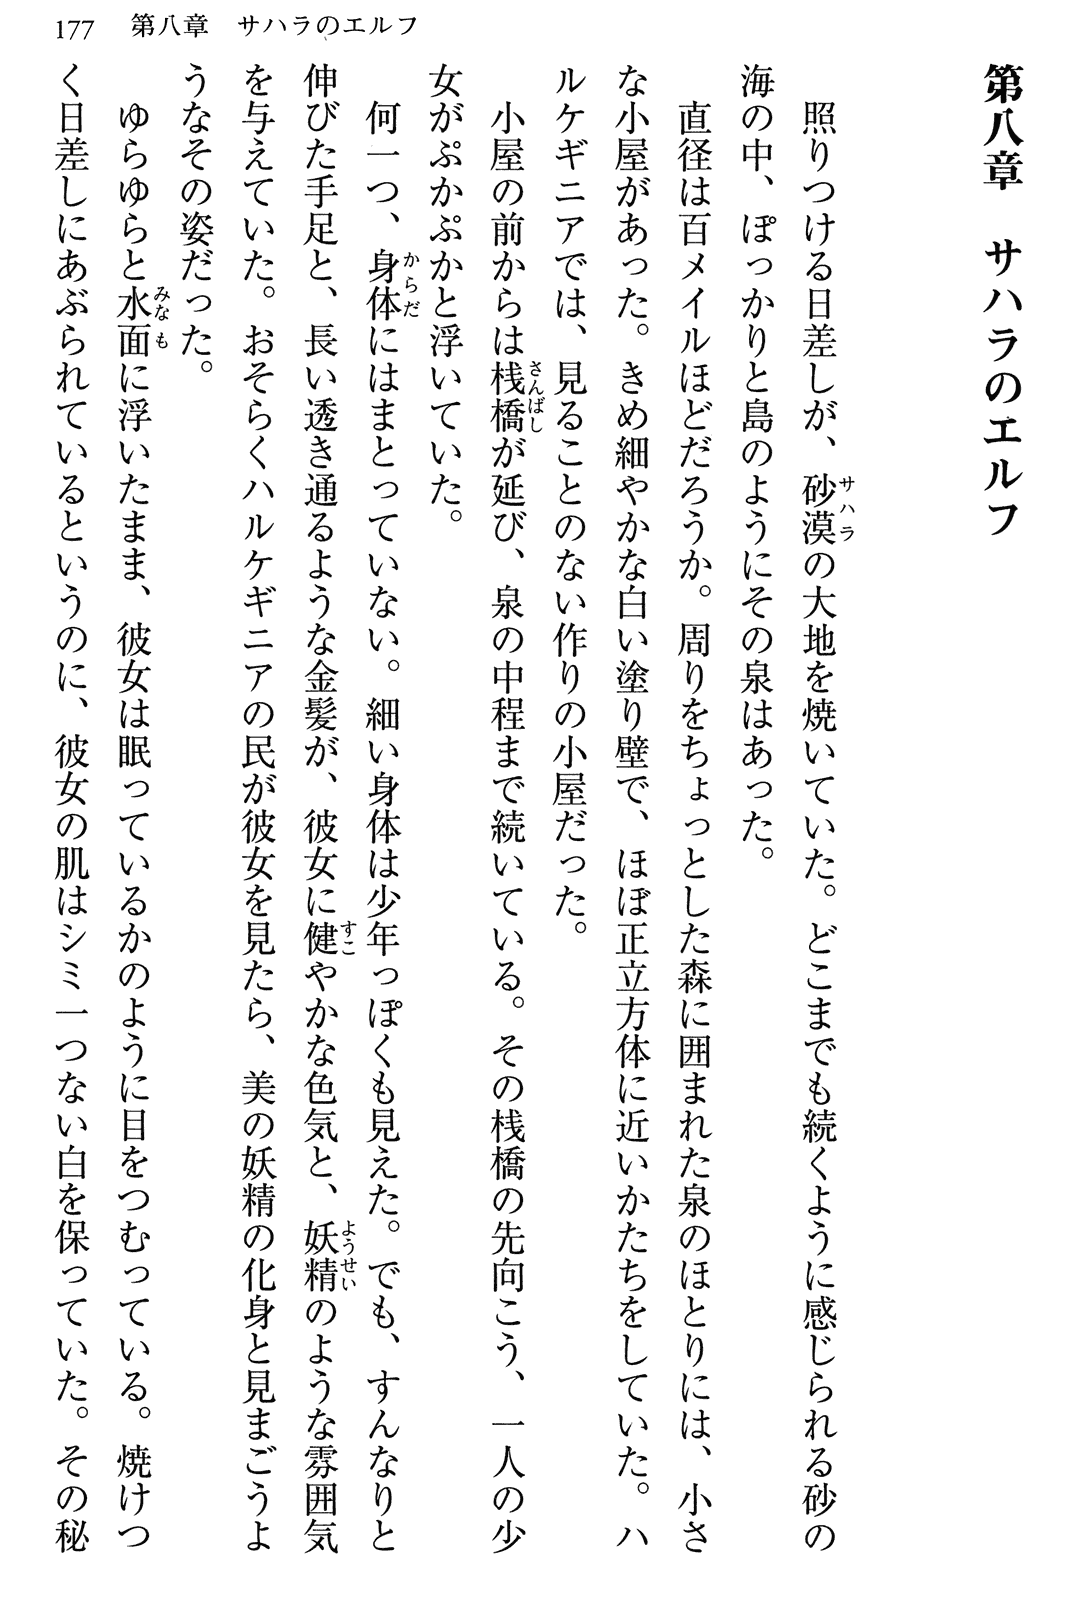 177　第八章　サハラのエルフ
第八章　サハラのエルフ
照りつける日差しが、砂漠の大地を焼いていた。どこまでも続くように感じられる砂の
サハラ
海の中、ぽっかりと島のようにその泉はあった。
直径は百メイルほどだろうか。周りをちょっとした森に囲まれた泉のほとりには、小さ
な小屋があった。きめ細やかな白い塗り壁で、ほぼ正立方体に近いかたちをしていた。ハ
ルケギニアでは、見ることのない作りの小屋だった。
小屋の前からは桟橋が延び、泉の中程まで続いている。その桟橋の先向こう、一人の少
さんばし
女がぷかぷかと浮いていた。
何一つ、身体にはまとっていない。細い身体は少年っぽくも見えた。でも、すんなりと
からだ
伸びた手足と、長い透き通るような金髪が、彼女に健やかな色気と、妖精のような雰囲気
すこ
ようせい
を与えていた。おそらくハルケギニアの民が彼女を見たら、美の妖精の化身と見まごうよ
うなその姿だった。
ゆらゆらと水面に浮いたまま、彼女は眠っているかのように目をつむっている。焼けつ
みなも
く日差しにあぶられているというのに、彼女の肌はシミ一つない白を保っていた。その秘